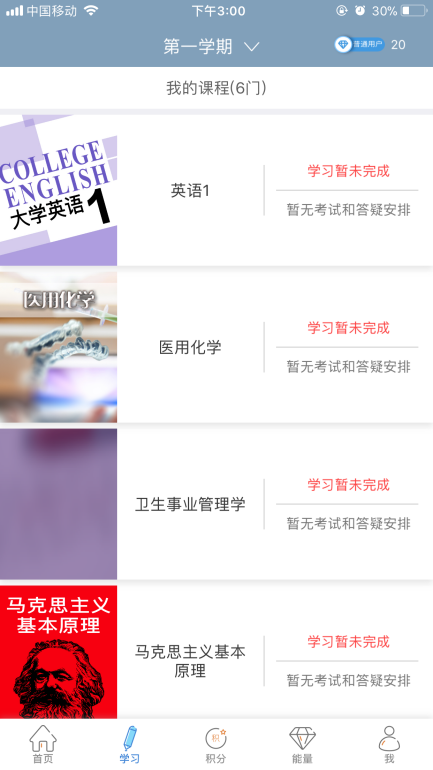 中国移动
下午3:00
30%
第一学期
普通用户
20
我的课程(6门)
COLLEGE
ENGLISH
大学英语1
英语1
学习暂未完成
暂无考试和答疑安排
医用化学
医用化学
学习暂未完成
暂无考试和答疑安排
卫生事业管理学
学习暂未完成
暂无考试和答疑安排
马克思主义
基本原理
马克思主义基本
原理
学习暂未完成
暂无考试和答疑安排
积
首页
学习
积分
能量
我